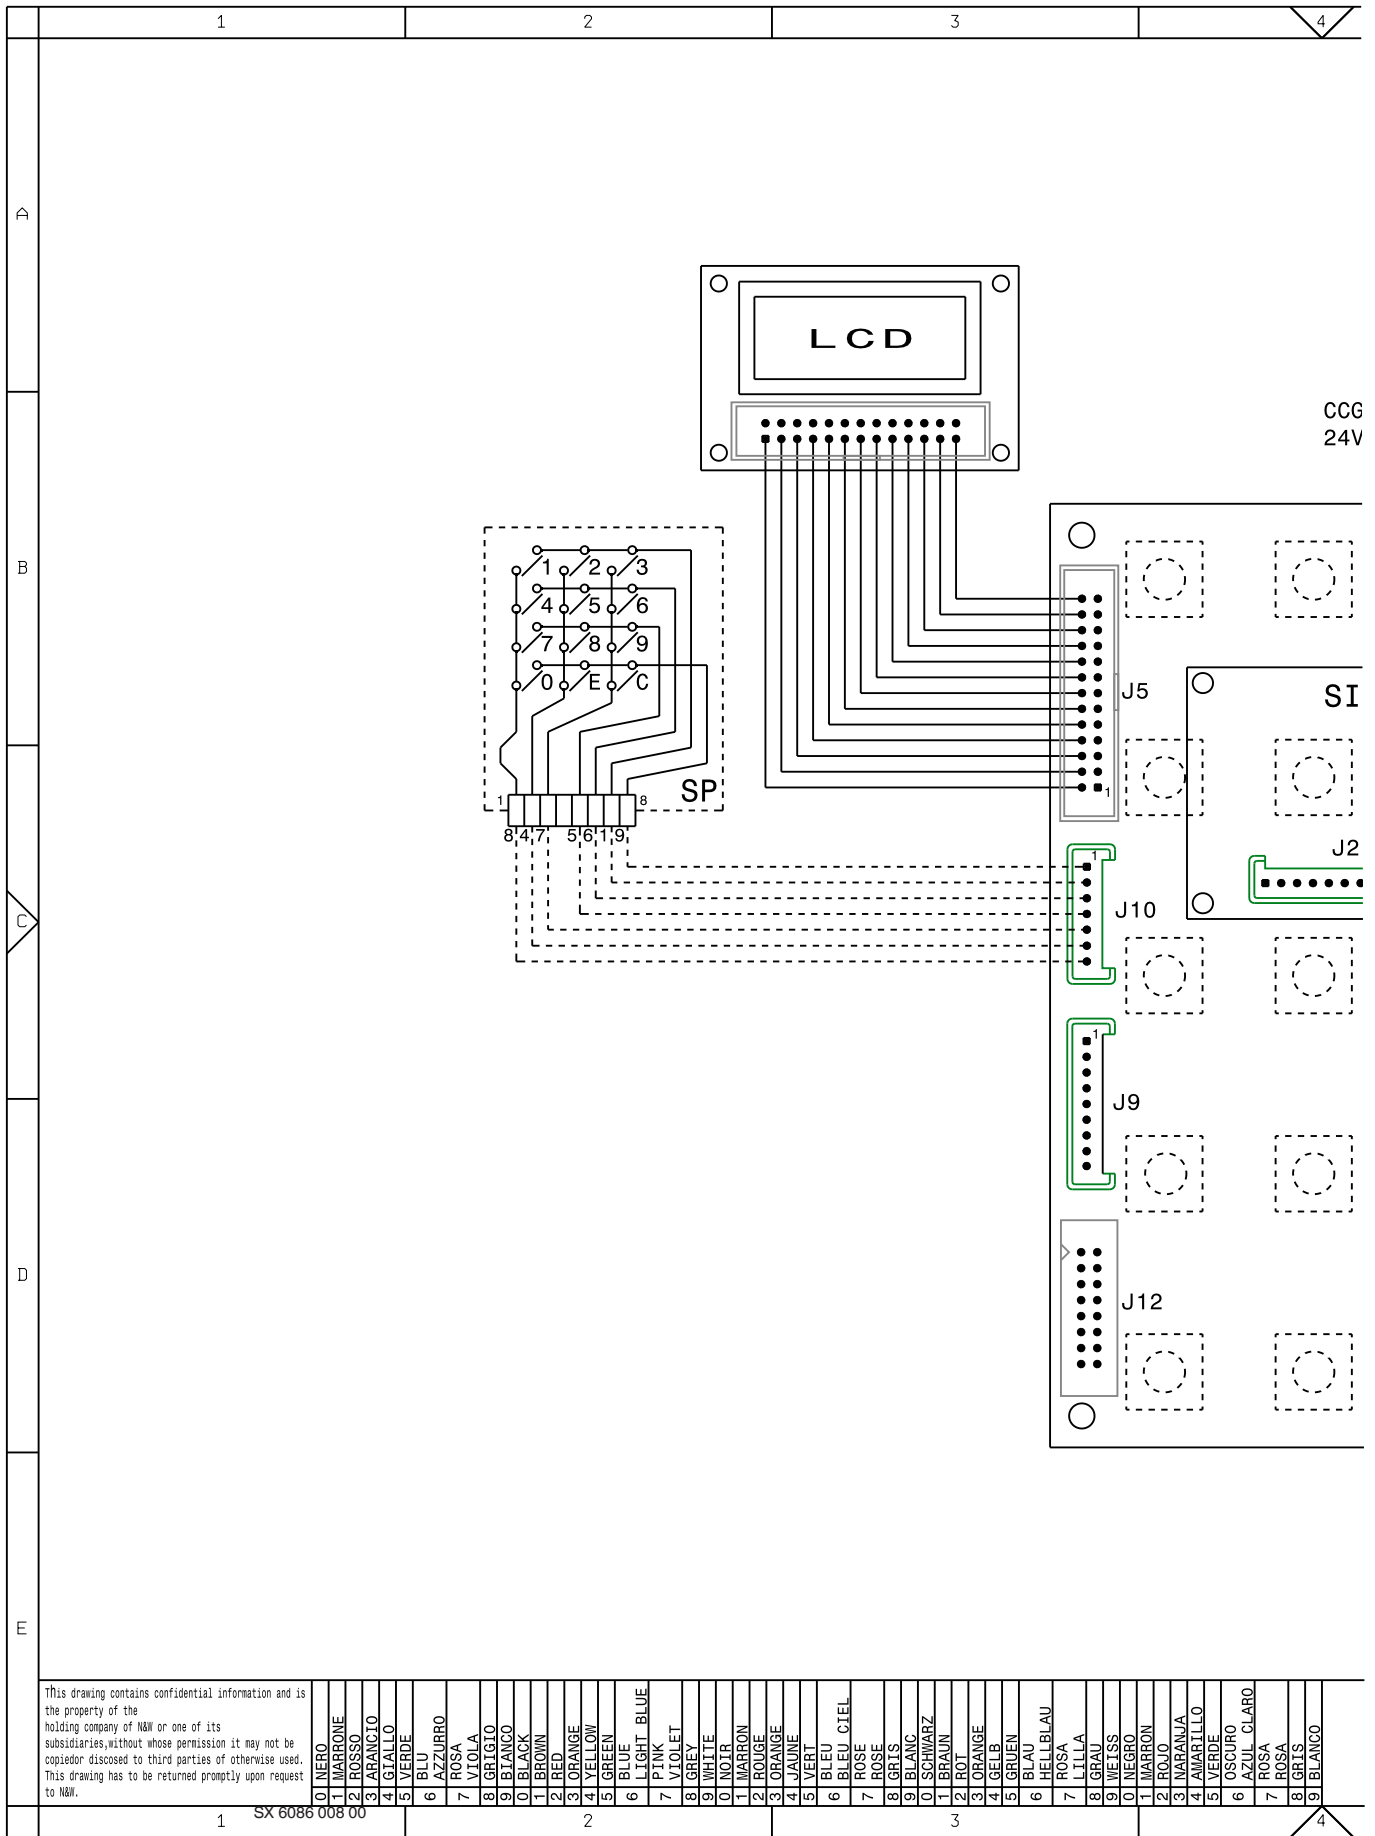 1 2 3 4
A
LCD
CCG
24V
B
1 2 3
4 5 6
7 8 9
0 E C
J5
SI
1
SP
1 8
8 4 7 5 6 1 9
J2
1
C
J10
1
J9
D
J12
E
This drawing contains confidential information and is
the property of the
holding company of N&W or one of its
subsidiaries,without whose permission it may not be
copiedor discosed to third parties of otherwise used.
This drawing has to be returned promptly upon request
to N&W.
0 NERO
1 MARRONE
2 ROSSO
3 ARANCIO
4 GIALLO
5 VERDE
6 BLU
AZZURRO
7 ROSA
VIOLA
8 GRIGIO
9 BIANCO
0 BLACK
1 BROWN
2 RED
3 ORANGE
4 YELLOW
5 GREEN
6 BLUE
LIGHT BLUE
7 PINK
VIOLET
8 GREY
9 WHITE
0 NOIR
1 MARRON
2 ROUGE
3 ORANGE
4 JAUNE
5 VERT
6 BLEU
BLEU CIEL
7 ROSE
ROSE
8 GRIS
9 BLANC
0 SCHWARZ
1 BRAUN
2 ROT
3 ORANGE
4 GELB
5 GRUEN
6 BLAU
HELLBLAU
7 ROSA
LILLA
8 GRAU
9 WEISS
0 NEGRO
1 MARRON
2 ROJO
3 NARANJA
4 AMARILLO
5 VERDE
6 OSCURO
AZUL CLARO
7 ROSA
ROSA
8 GRIS
9 BLANCO
SX 6086 008 00
1 2 3 4